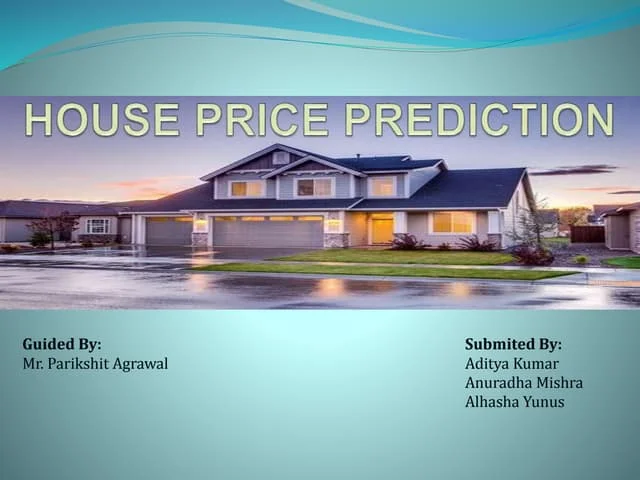 HOUSE PRICE PREDICTION
Guided By:
Mr. Parikshit Agrawal
Submited By:
Aditya Kumar
Anuradha Mishra
Alhasha Yunus